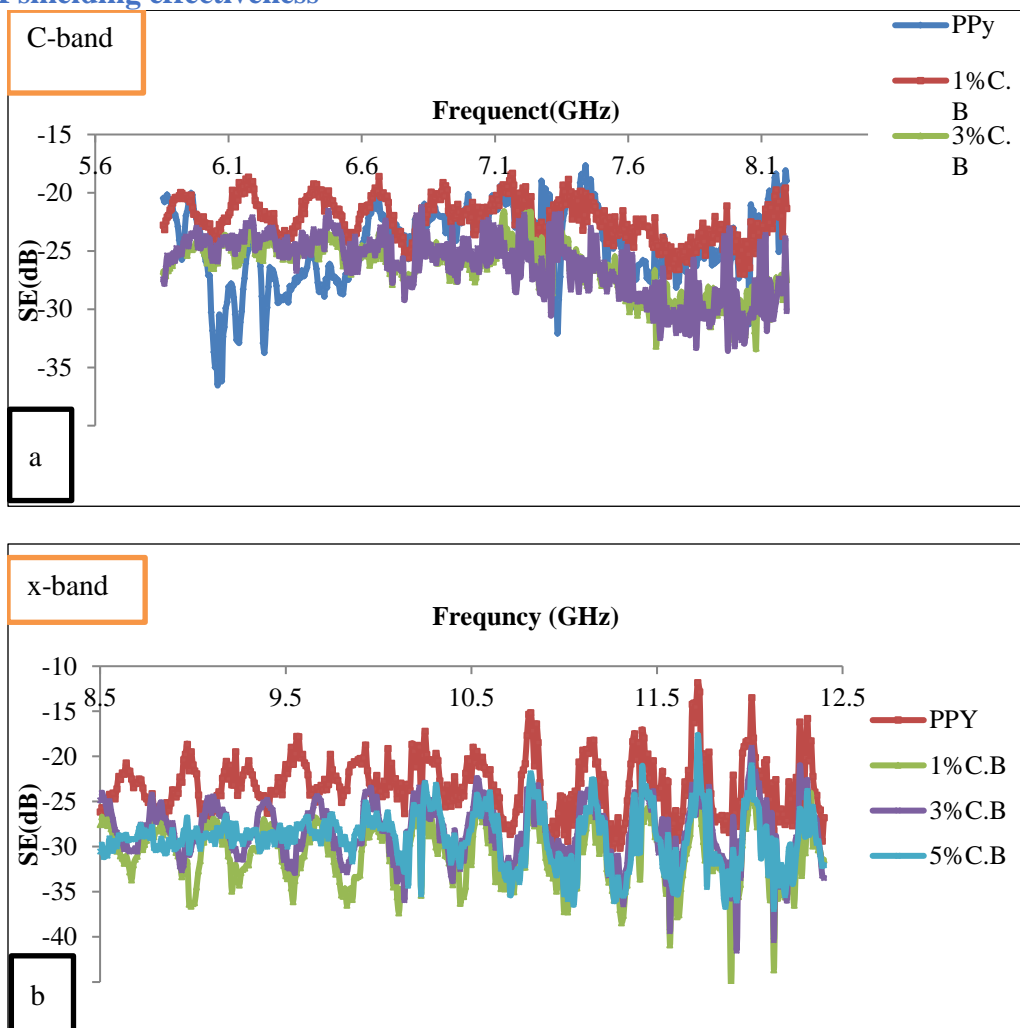 shielding effectiveness
C-band
PPy
1%C.
B
3%C.
B
Frequenct(GHz)
-15
5.6 6.1 6.6 7.1 7.6 8.1
-20
-25
-30
-35
SE(dB)
a
x-band
Frequncy (GHz)
-10
8.5 9.5 10.5 11.5 12.5
-15
-20
-25
-30
-35
-40
SE(dB)
PPY
1%C.B
3%C.B
5%C.B
b